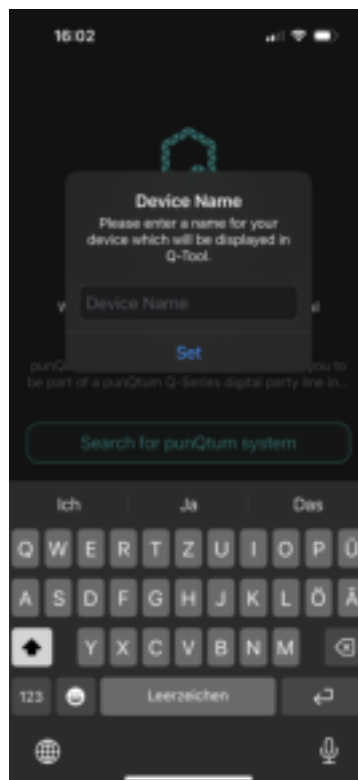 16:02
Device Name
Please enter a name for your
device which will be displayed in
Q-Tool.
Device Name
Set
be part of a punQtum Q-Series digital party line in...
Search for punQtum system
Ich
Ja
Das
Q W E R T Z U I O P Ü
A S D F G H J K L Ö Ä
Y X C V B N M
123
Leerzeichen